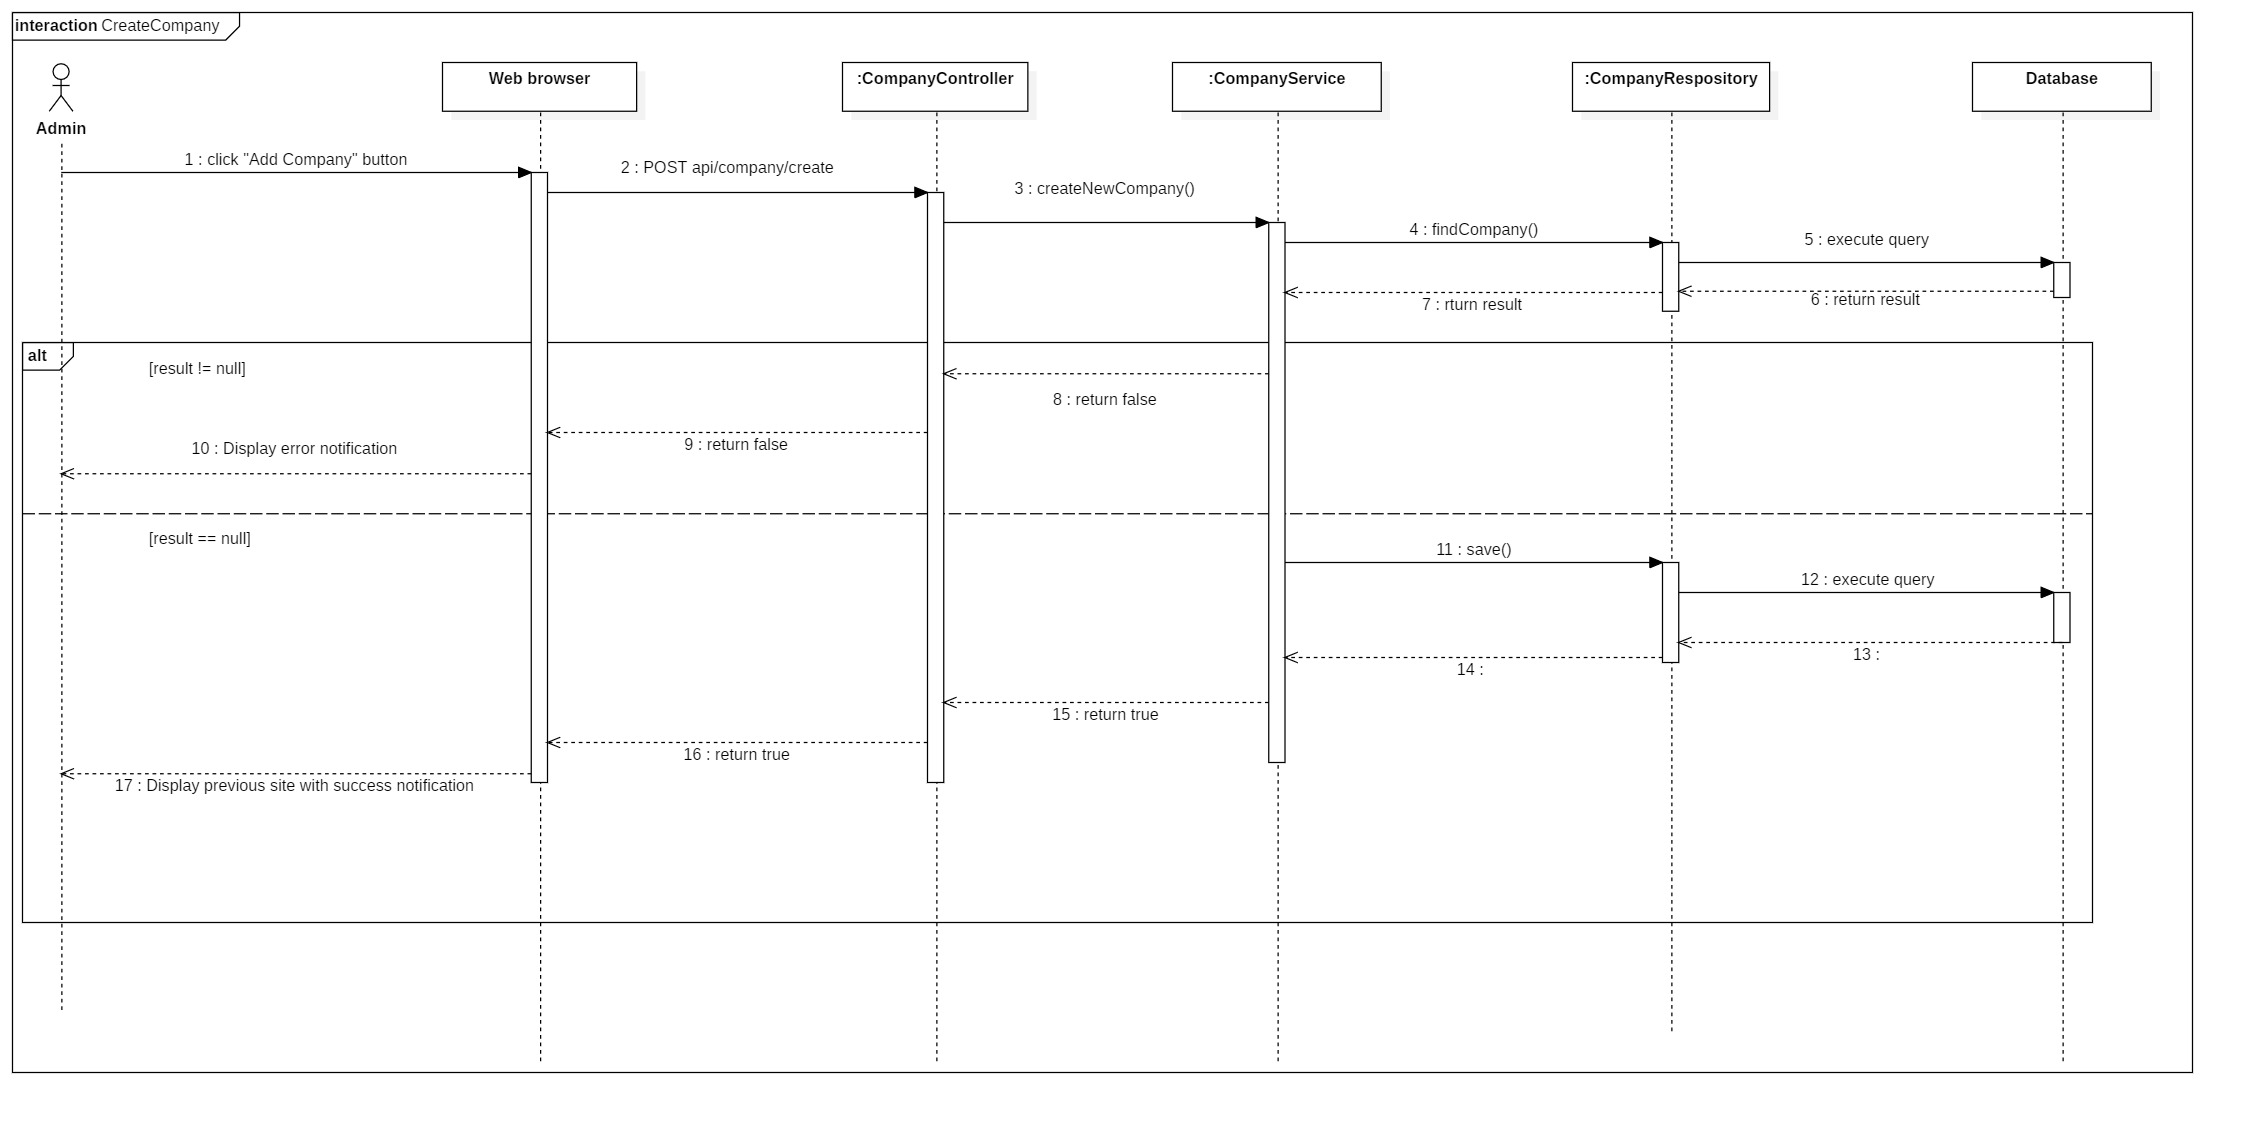 interaction CreateCompany
Admin
Web browser
:CompanyController
:CompanyService
:CompanyRespository
Database
1 : click "Add Company" button
2 : POST api/company/create
3 : createNewCompany()
4 : findCompany()
5 : execute query
6 : return result
7 : rturn result
alt
[result != null]
8 : return false
9 : return false
10 : Display error notification
[result == null]
11 : save()
12 : execute query
13 :
14 :
15 : return true
16 : return true
17 : Display previous site with success notification